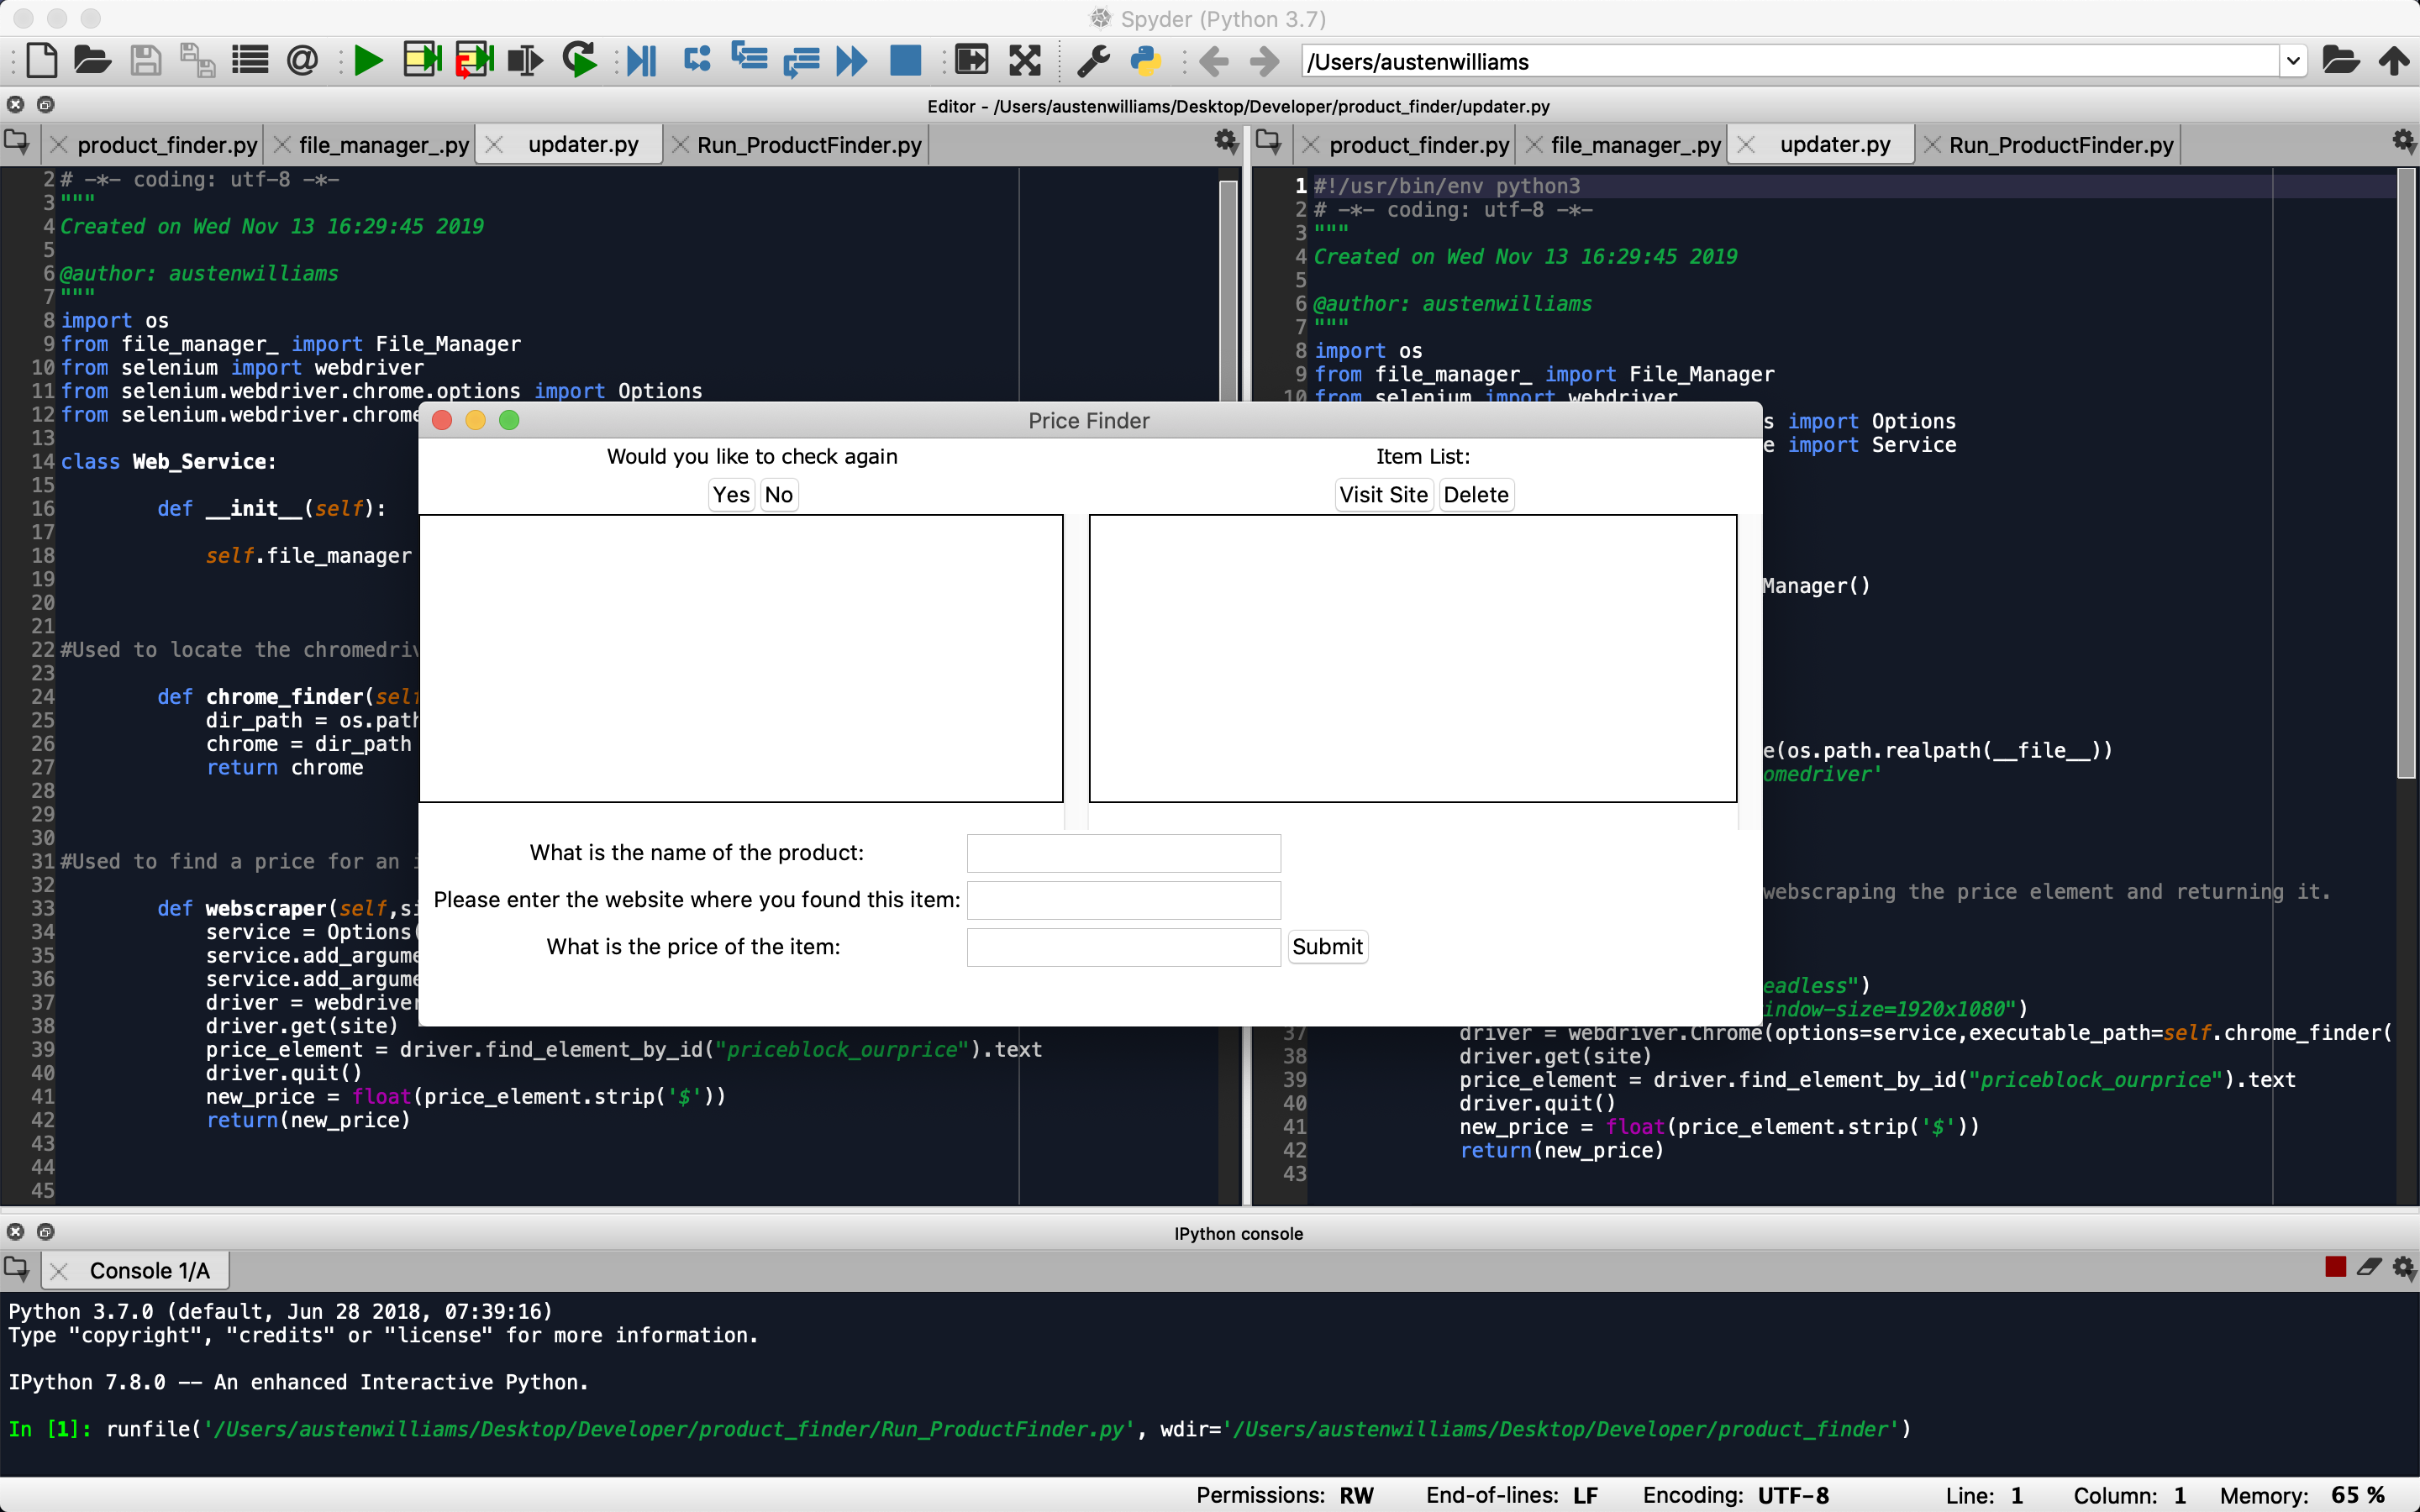 Spyder (Python 3.7)
/Users/austenwilliams
Editor - /Users/austenwilliams/Desktop/Developer/product_finder/updater.py
product_finder.py file_manager_.py updater.py Run_ProductFinder.py
2 # -*- coding: utf-8 -*-
3 """
4 Created on Wed Nov 13 16:29:45 2019
5
6 @author: austenwilliams
7 """
8 import os
9 from file_manager_ import File_Manager
10 from selenium import webdriver
11 from selenium.webdriver.chrome.options import Options
12 from selenium.webdriver.chrome
13
14 class Web_Service:
15
16 def __init__(self):
17
18 self.file_manager
19
20
21
22 #Used to locate the chromedriv
23
24 def chrome_finder(self
25 dir_path = os.path
26 chrome = dir_path
27 return chrome
28
29
30
31 #Used to find a price for an i
32
33 def webscraper(self,si
34 service = Options(
35 service.add_argume
36 service.add_argume
37 driver = webdriver
38 driver.get(site)
39 price_element = driver.find_element_by_id("priceblock_ourprice").text
40 driver.quit()
41 new_price = float(price_element.strip('$'))
42 return(new_price)
43
44
45
product_finder.py file_manager_.py updater.py Run_ProductFinder.py
1 #!/usr/bin/env python3
2 # -*- coding: utf-8 -*-
3 """
4 Created on Wed Nov 13 16:29:45 2019
5
6 @author: austenwilliams
7 """
8 import os
9 from file_manager_ import File_Manager
10 from selenium import webdriver
s import Options
e import Service
Manager()
e(os.path.realpath(__file__))
omedriver'
webscraping the price element and returning it.
eadless")
indow-size=1920x1080")
37 driver = webdriver.Chrome(options=service,executable_path=self.chrome_finder(
38 driver.get(site)
39 price_element = driver.find_element_by_id("priceblock_ourprice").text
40 driver.quit()
41 new_price = float(price_element.strip('$'))
42 return(new_price)
43
Price Finder
Would you like to check again
Yes No
Item List:
Visit Site Delete
What is the name of the product:
Please enter the website where you found this item:
What is the price of the item:
Submit
IPython console
Console 1/A
Python 3.7.0 (default, Jun 28 2018, 07:39:16)
Type "copyright", "credits" or "license" for more information.
IPython 7.8.0 -- An enhanced Interactive Python.
In [1]: runfile('/Users/austenwilliams/Desktop/Developer/product_finder/Run_ProductFinder.py', wdir='/Users/austenwilliams/Desktop/Developer/product_finder')
Permissions: RW End-of-lines: LF Encoding: UTF-8 Line: 1 Column: 1 Memory: 65 %